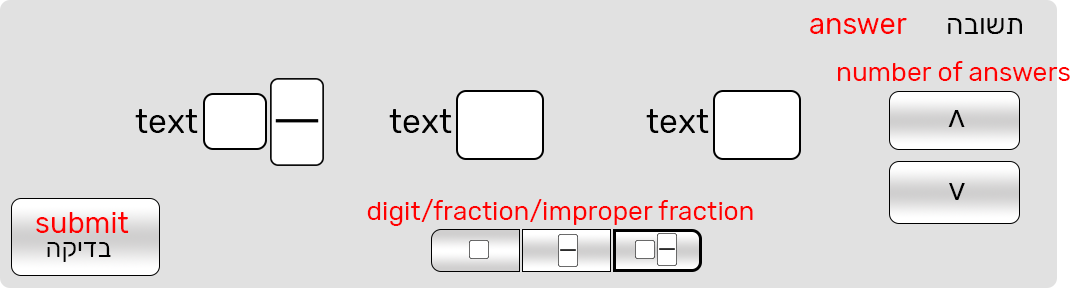 answer תשובה
number of answers
text text text
ʌ
v
digit/fraction/improper fraction
submit
בדיקה